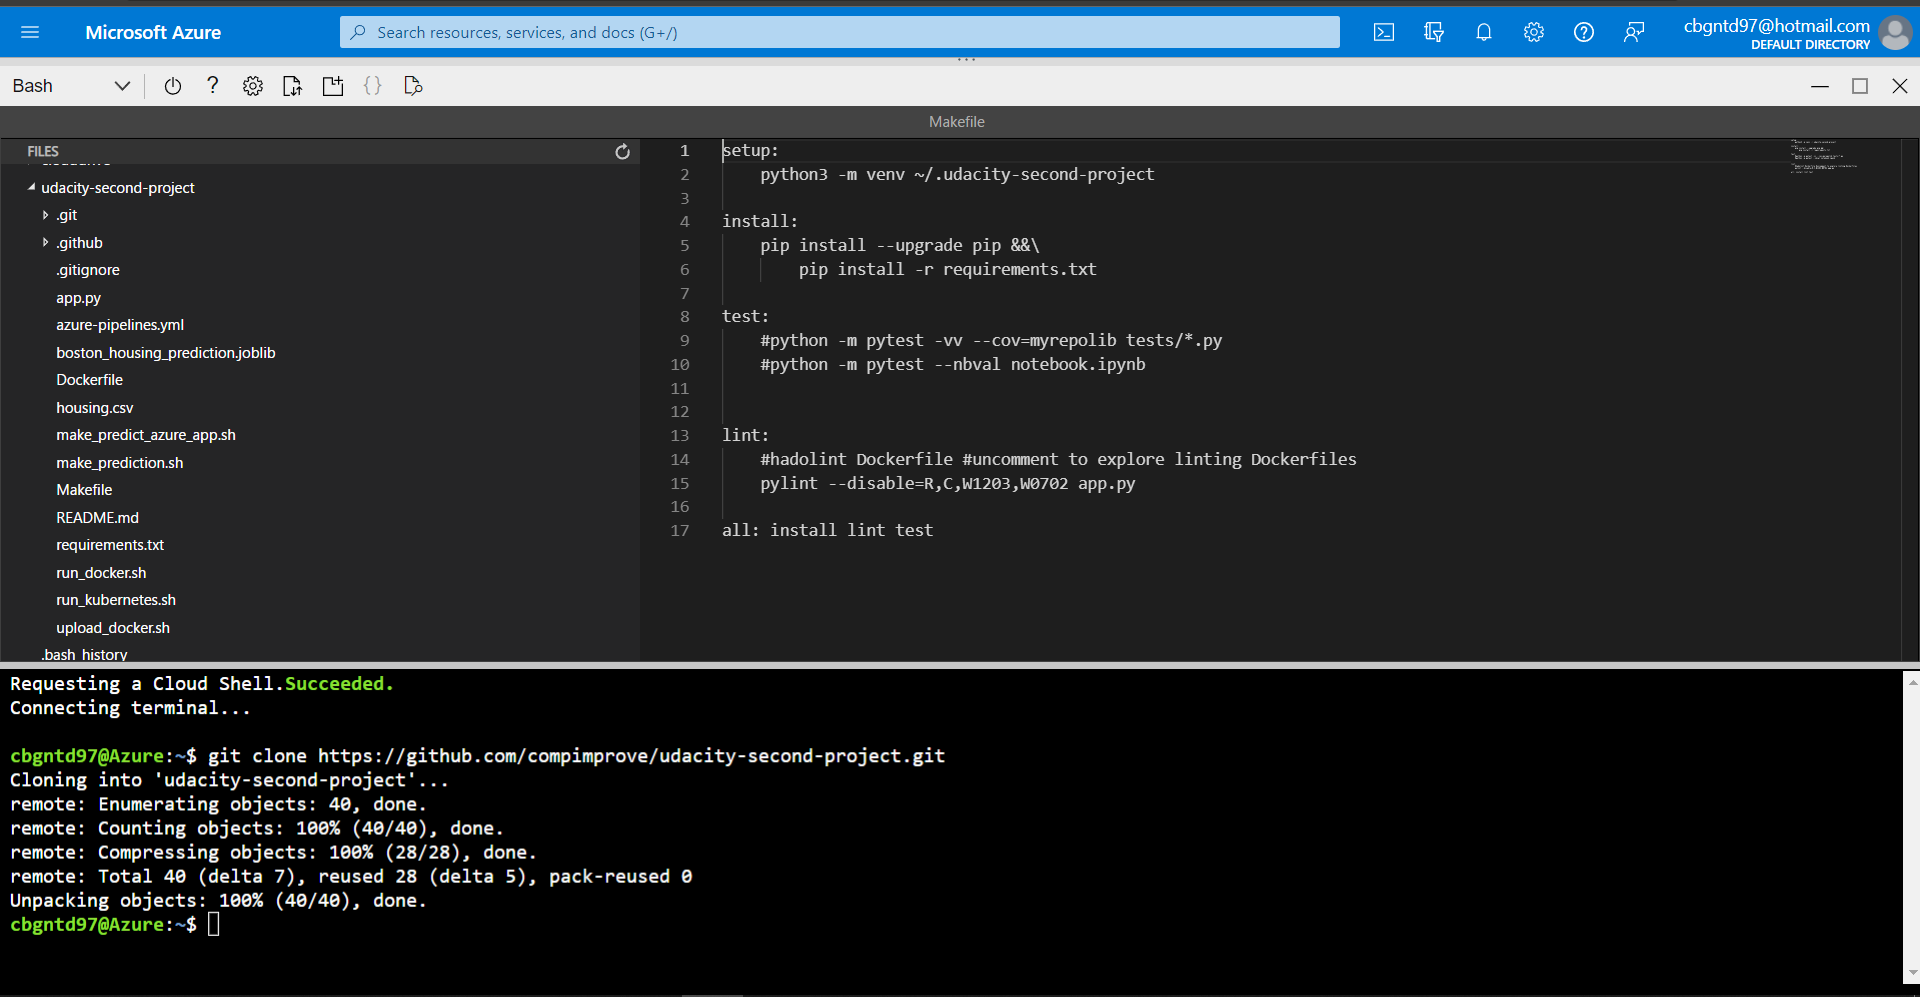 Microsoft Azure
Search resources, services, and docs (G+/)
cbgntd97@hotmail.com
DEFAULT DIRECTORY
Bash
Makefile
FILES
udacity-second-project
.git
.github
.gitignore
app.py
azure-pipelines.yml
boston_housing_prediction.joblib
Dockerfile
housing.csv
make_predict_azure_app.sh
make_prediction.sh
Makefile
README.md
requirements.txt
run_docker.sh
run_kubernetes.sh
upload_docker.sh
.bash_history
1 setup:
2 python3 -m venv ~/.udacity-second-project
3
4 install:
5 pip install --upgrade pip &&\
6 pip install -r requirements.txt
7
8 test:
9 #python -m pytest -vv --cov=myrepolib tests/*.py
10 #python -m pytest --nbval notebook.ipynb
11
12
13 lint:
14 #hadolint Dockerfile #uncomment to explore linting Dockerfiles
15 pylint --disable=R,C,W1203,W0702 app.py
16
17 all: install lint test
Requesting a Cloud Shell.Succeeded.
Connecting terminal...
cbgntd97@Azure:~$ git clone https://github.com/compimprove/udacity-second-project.git
Cloning into 'udacity-second-project'...
remote: Enumerating objects: 40, done.
remote: Counting objects: 100% (40/40), done.
remote: Compressing objects: 100% (28/28), done.
remote: Total 40 (delta 7), reused 28 (delta 5), pack-reused 0
Unpacking objects: 100% (40/40), done.
cbgntd97@Azure:~$